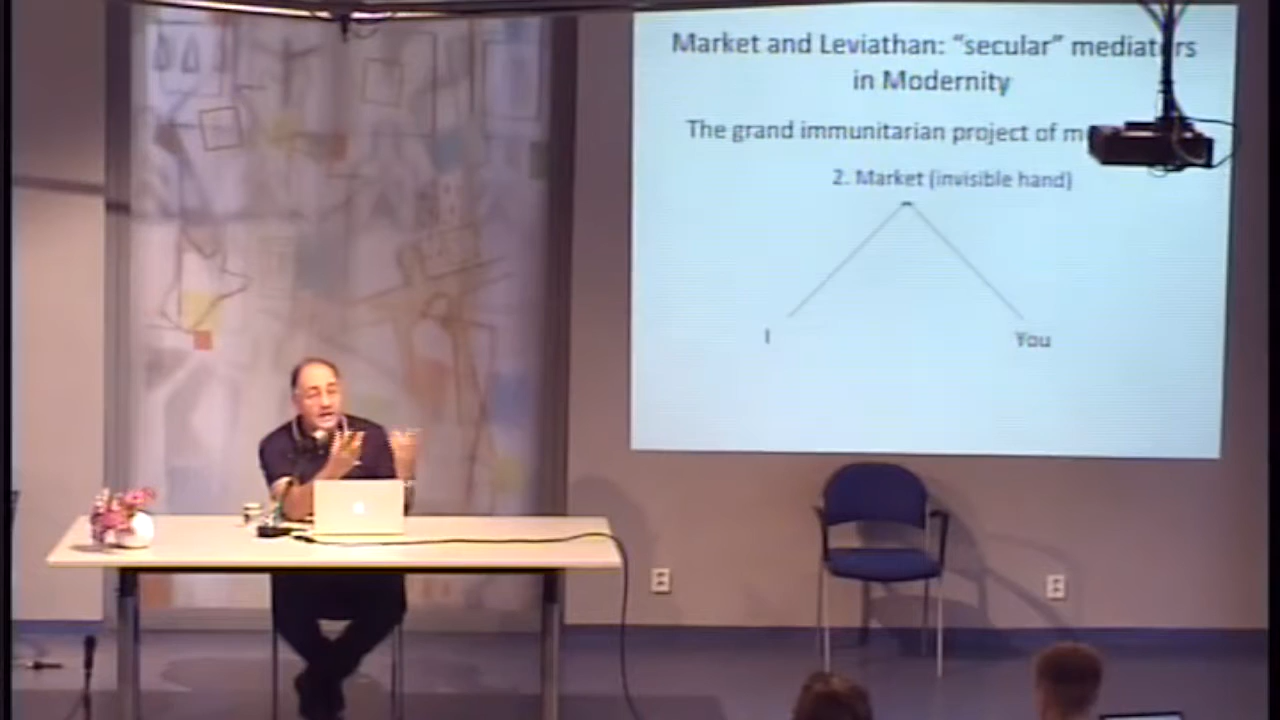 Market and Leviathan: “secular” mediators
in Modernity
The grand immunitarian project of
2. Market (invisible hand)
I
You